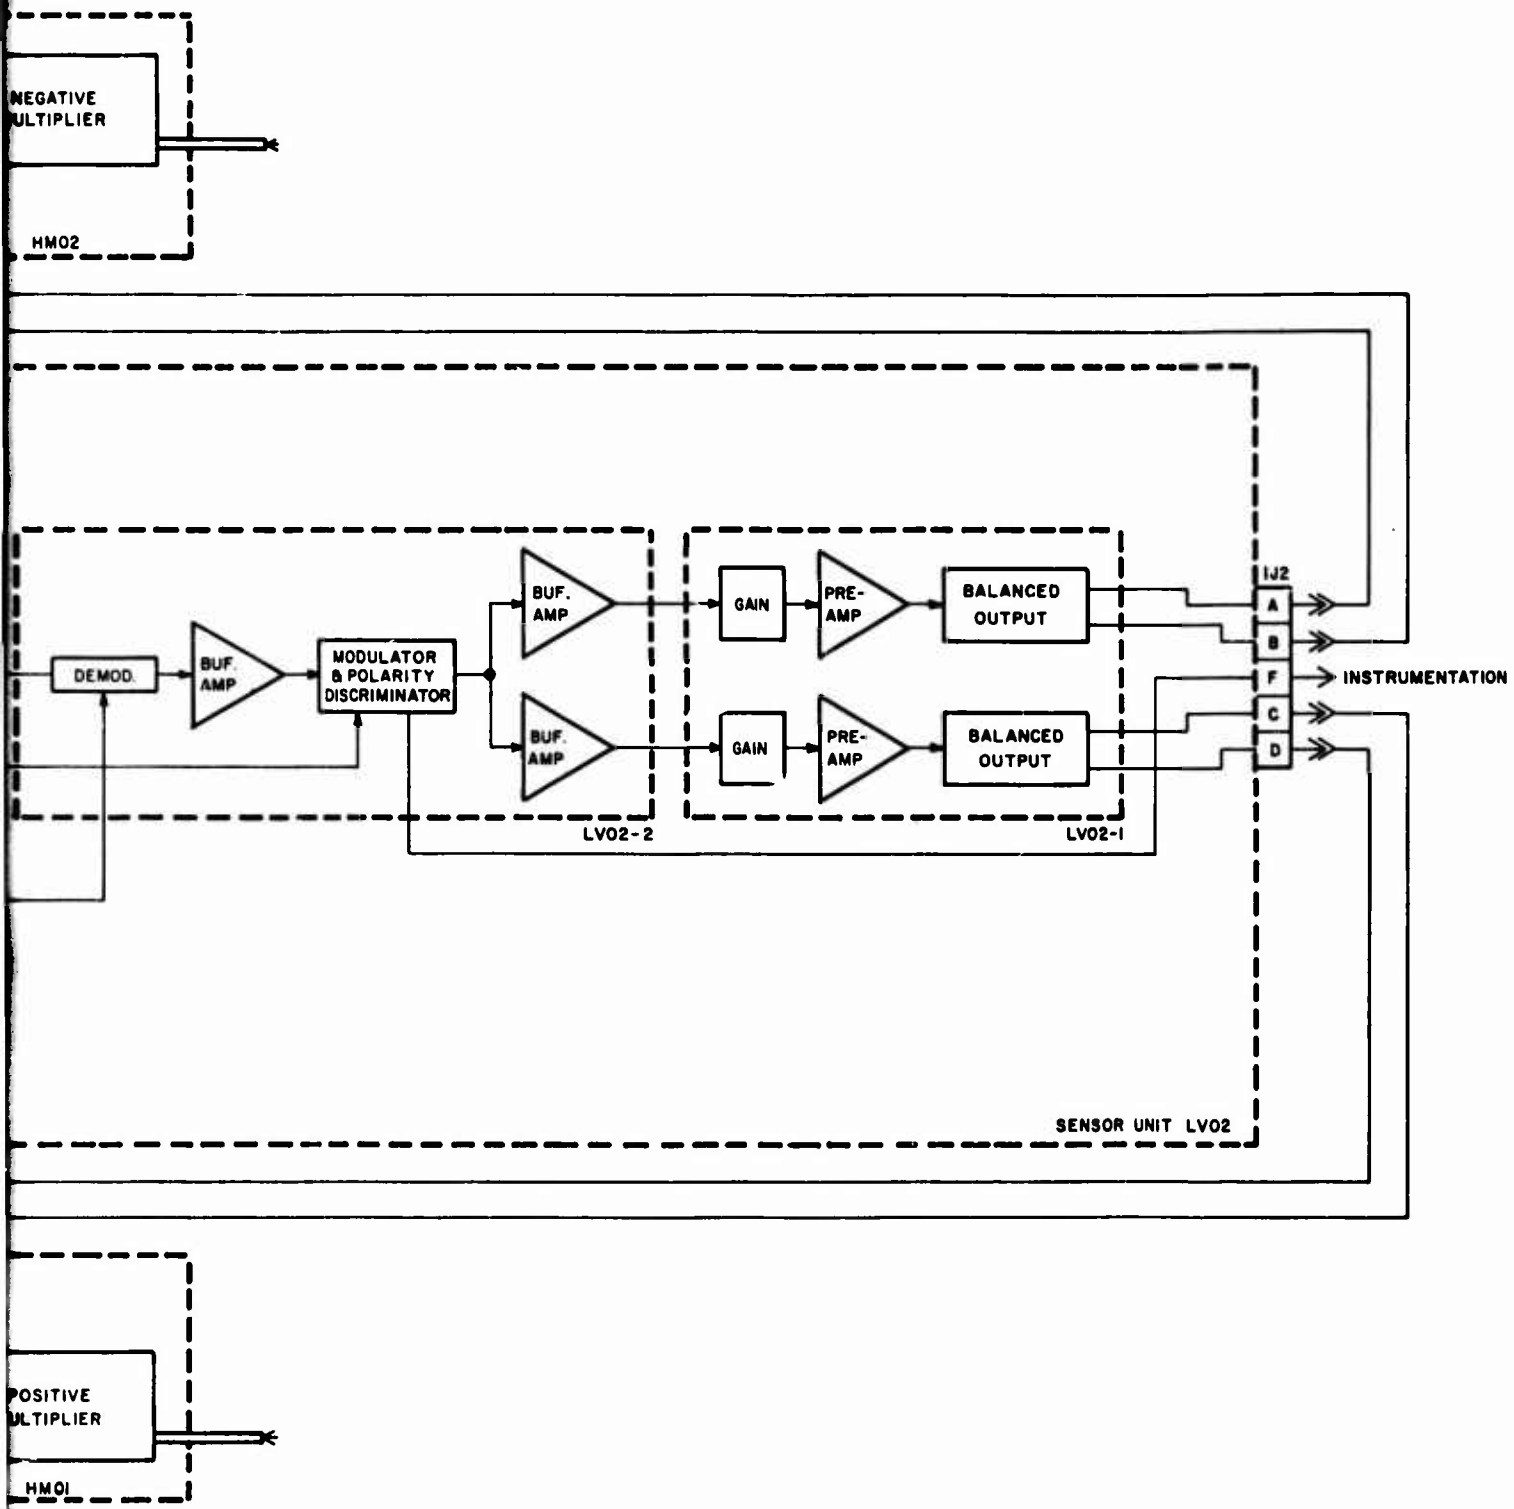 NEGATIVE
ULTIPLIER
HM02
1J2
BUF.
AMP
GAIN
PRE-
AMP
BALANCED
OUTPUT
A
B
DEMOD.
BUF.
AMP
MODULATOR
& POLARITY
DISCRIMINATOR
F
INSTRUMENTATION
BUF.
AMP
GAIN
PRE-
AMP
BALANCED
OUTPUT
C
D
LV02-2
LV02-1
SENSOR UNIT LV02
POSITIVE
ULTIPLIER
HM01